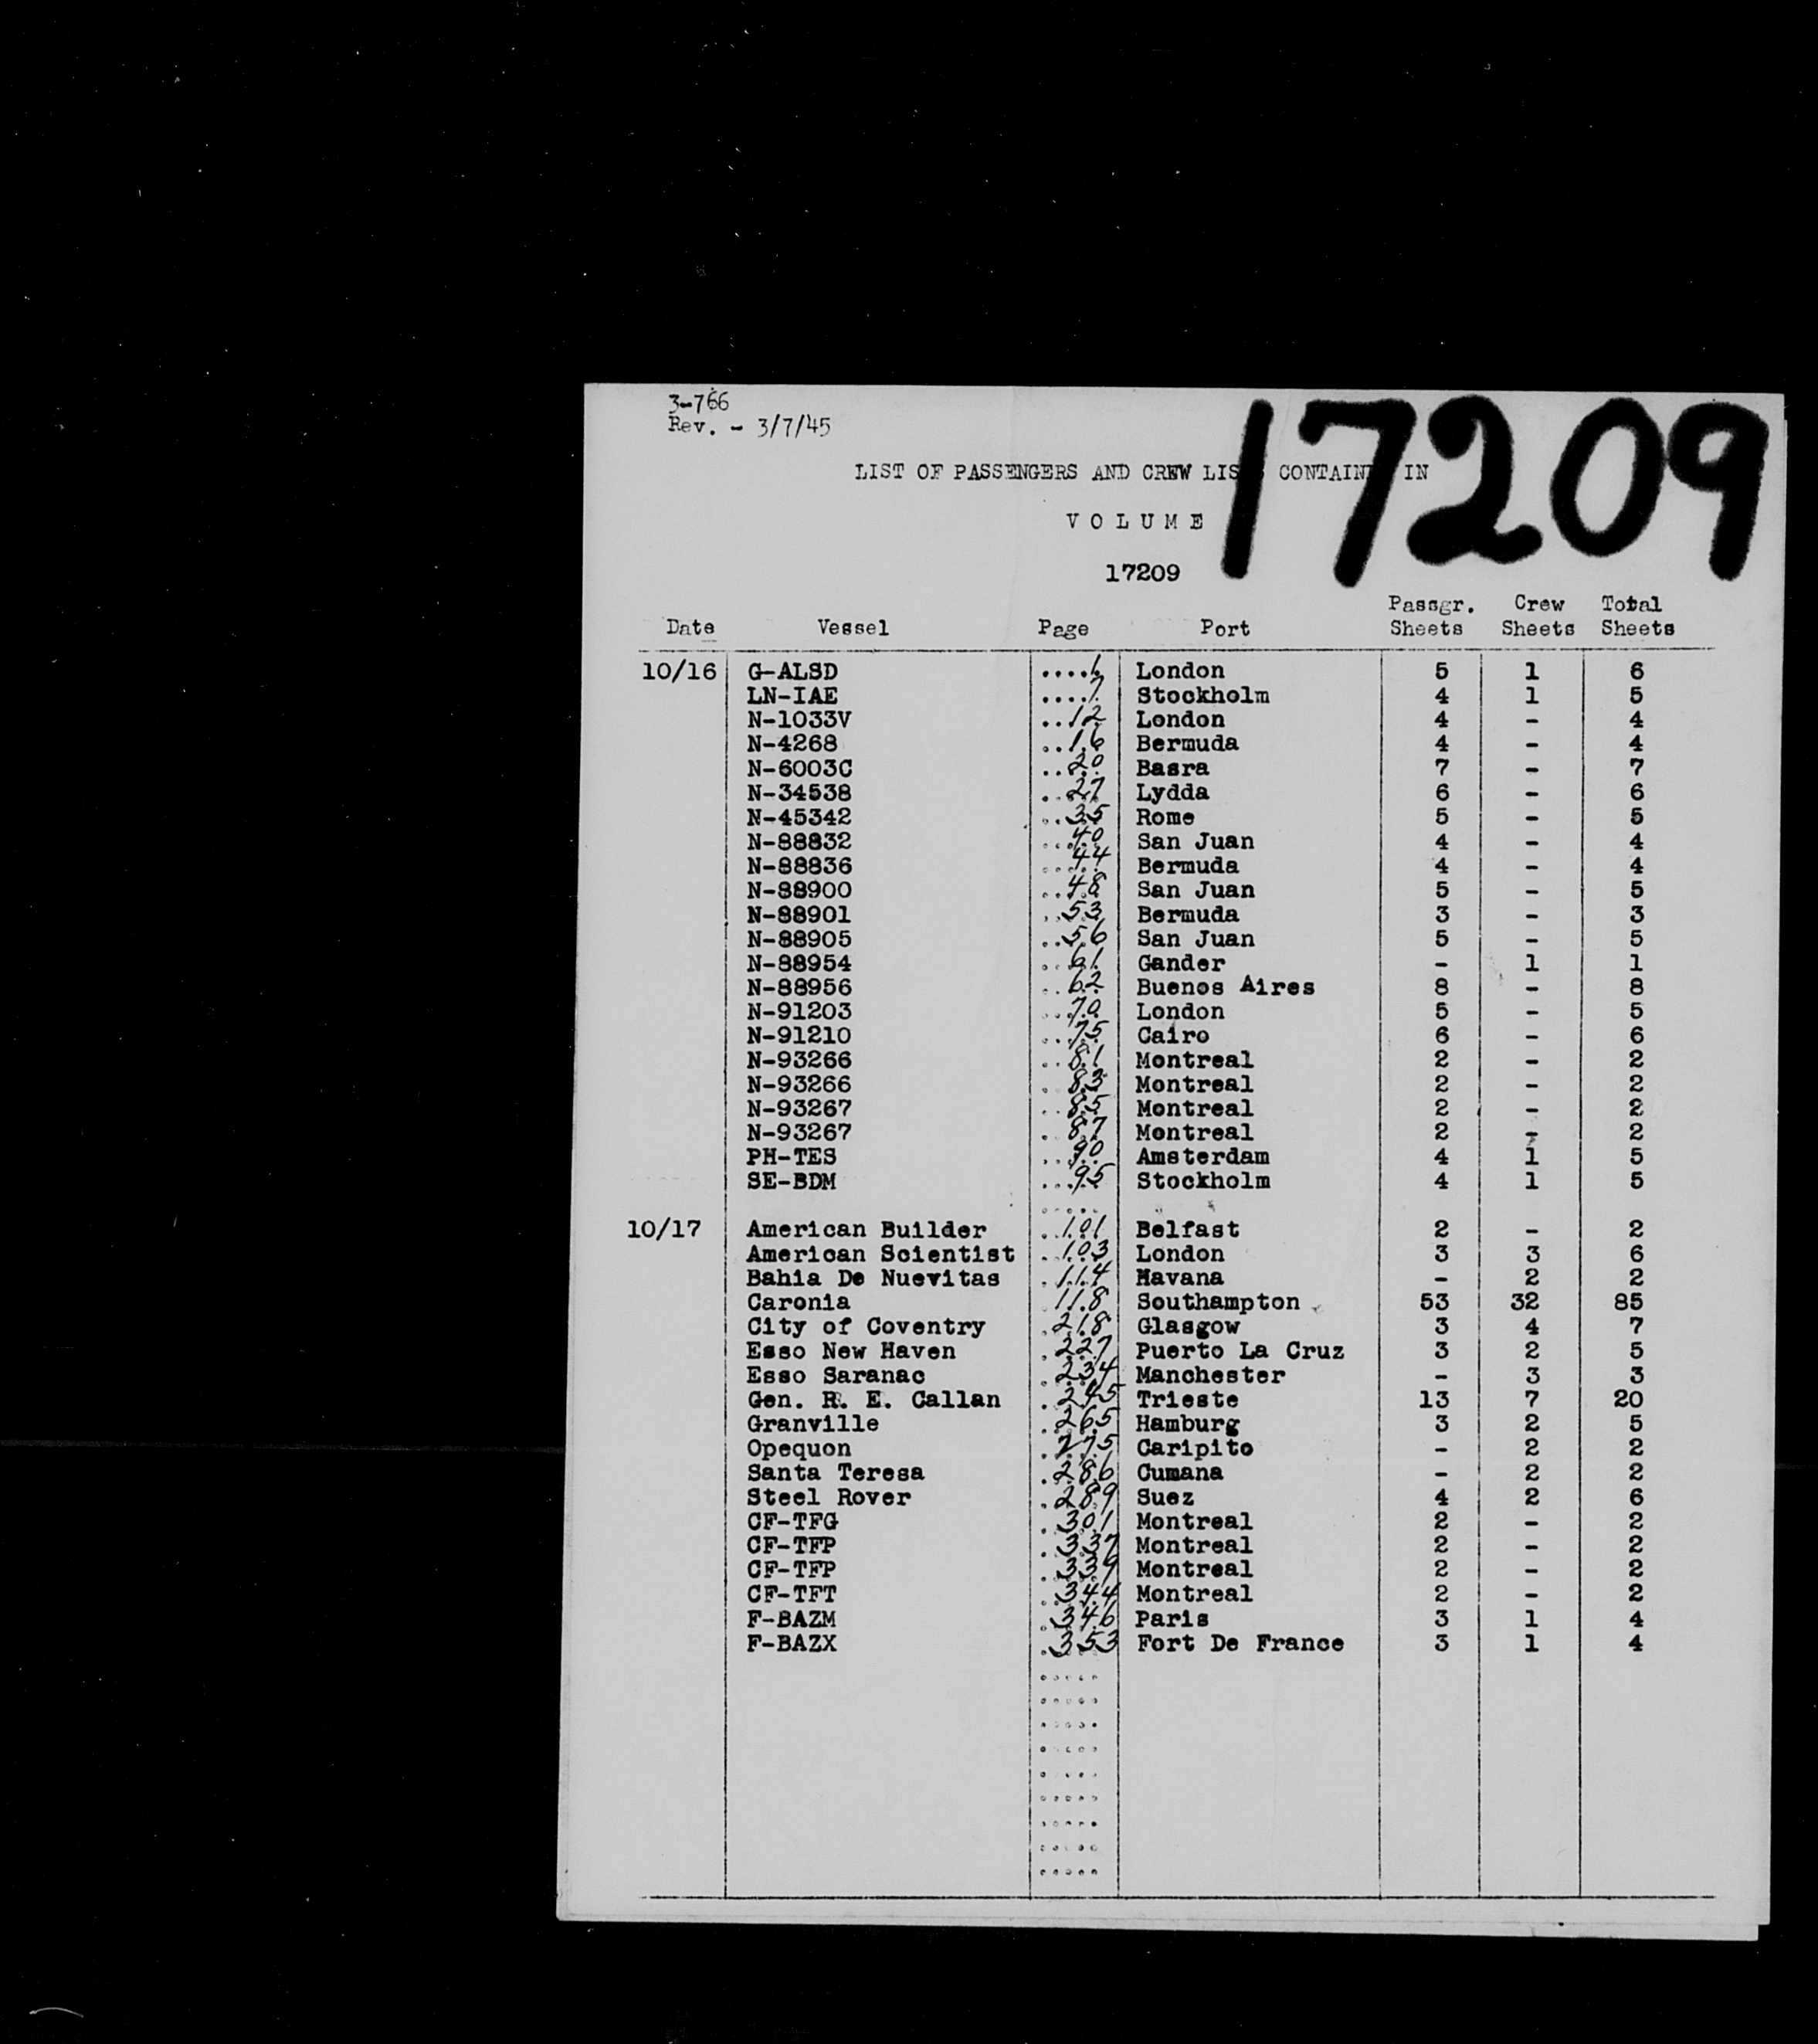 3-766
Rev. - 3/7/45
17209
LIST OF PASSENGERS AND CREW LIS CONTAIN IN
VOLUME
17209
Date Vessel Page Port Passgr. Sheets Crew Sheets Total Sheets
10/16 G-ALSD ....1 London 5 1 6
LN-IAE ....7 Stockholm 4 1 5
N-1033V ..12 London 4 - 4
N-4268 ..16 Bermuda 4 - 4
N-6003C ..20 Basra 7 - 7
N-34538 ..27 Lydda 6 - 6
N-45342 ..35 Rome 5 - 5
N-88832 ..40 San Juan 4 - 4
N-88836 ..44 Bermuda 4 - 4
N-88900 ..48 San Juan 5 - 5
N-88901 ..53 Bermuda 3 - 3
N-88905 ..56 San Juan 5 - 5
N-88954 ..61 Gander - 1 1
N-88956 ..62 Buenos Aires 8 - 8
N-91203 ..70 London 5 - 5
N-91210 ..75 Cairo 6 - 6
N-93266 ..81 Montreal 2 - 2
N-93266 ..83 Montreal 2 - 2
N-93267 ..85 Montreal 2 - 2
N-93267 ..87 Montreal 2 - 2
PH-TES ..90 Amsterdam 4 1 5
SE-BDM ..95 Stockholm 4 1 5
10/17 American Builder .101 Belfast 2 - 2
American Scientist .103 London 3 3 6
Bahia De Nuevitas .114 Havana - 2 2
Caronia .118 Southampton 53 32 85
City of Coventry .218 Glasgow 3 4 7
Esso New Haven .227 Puerto La Cruz 3 2 5
Esso Saranac .234 Manchester - 3 3
Gen. R. E. Callan .245 Trieste 13 7 20
Granville .265 Hamburg 3 2 5
Opequon .275 Caripito - 2 2
Santa Teresa .286 Cumana - 2 2
Steel Rover .289 Suez 4 2 6
CF-TFG .301 Montreal 2 - 2
CF-TFP .337 Montreal 2 - 2
CF-TFP .339 Montreal 2 - 2
CF-TFT .344 Montreal 2 - 2
F-BAZM .346 Paris 3 1 4
F-BAZX .353 Fort De France 3 1 4